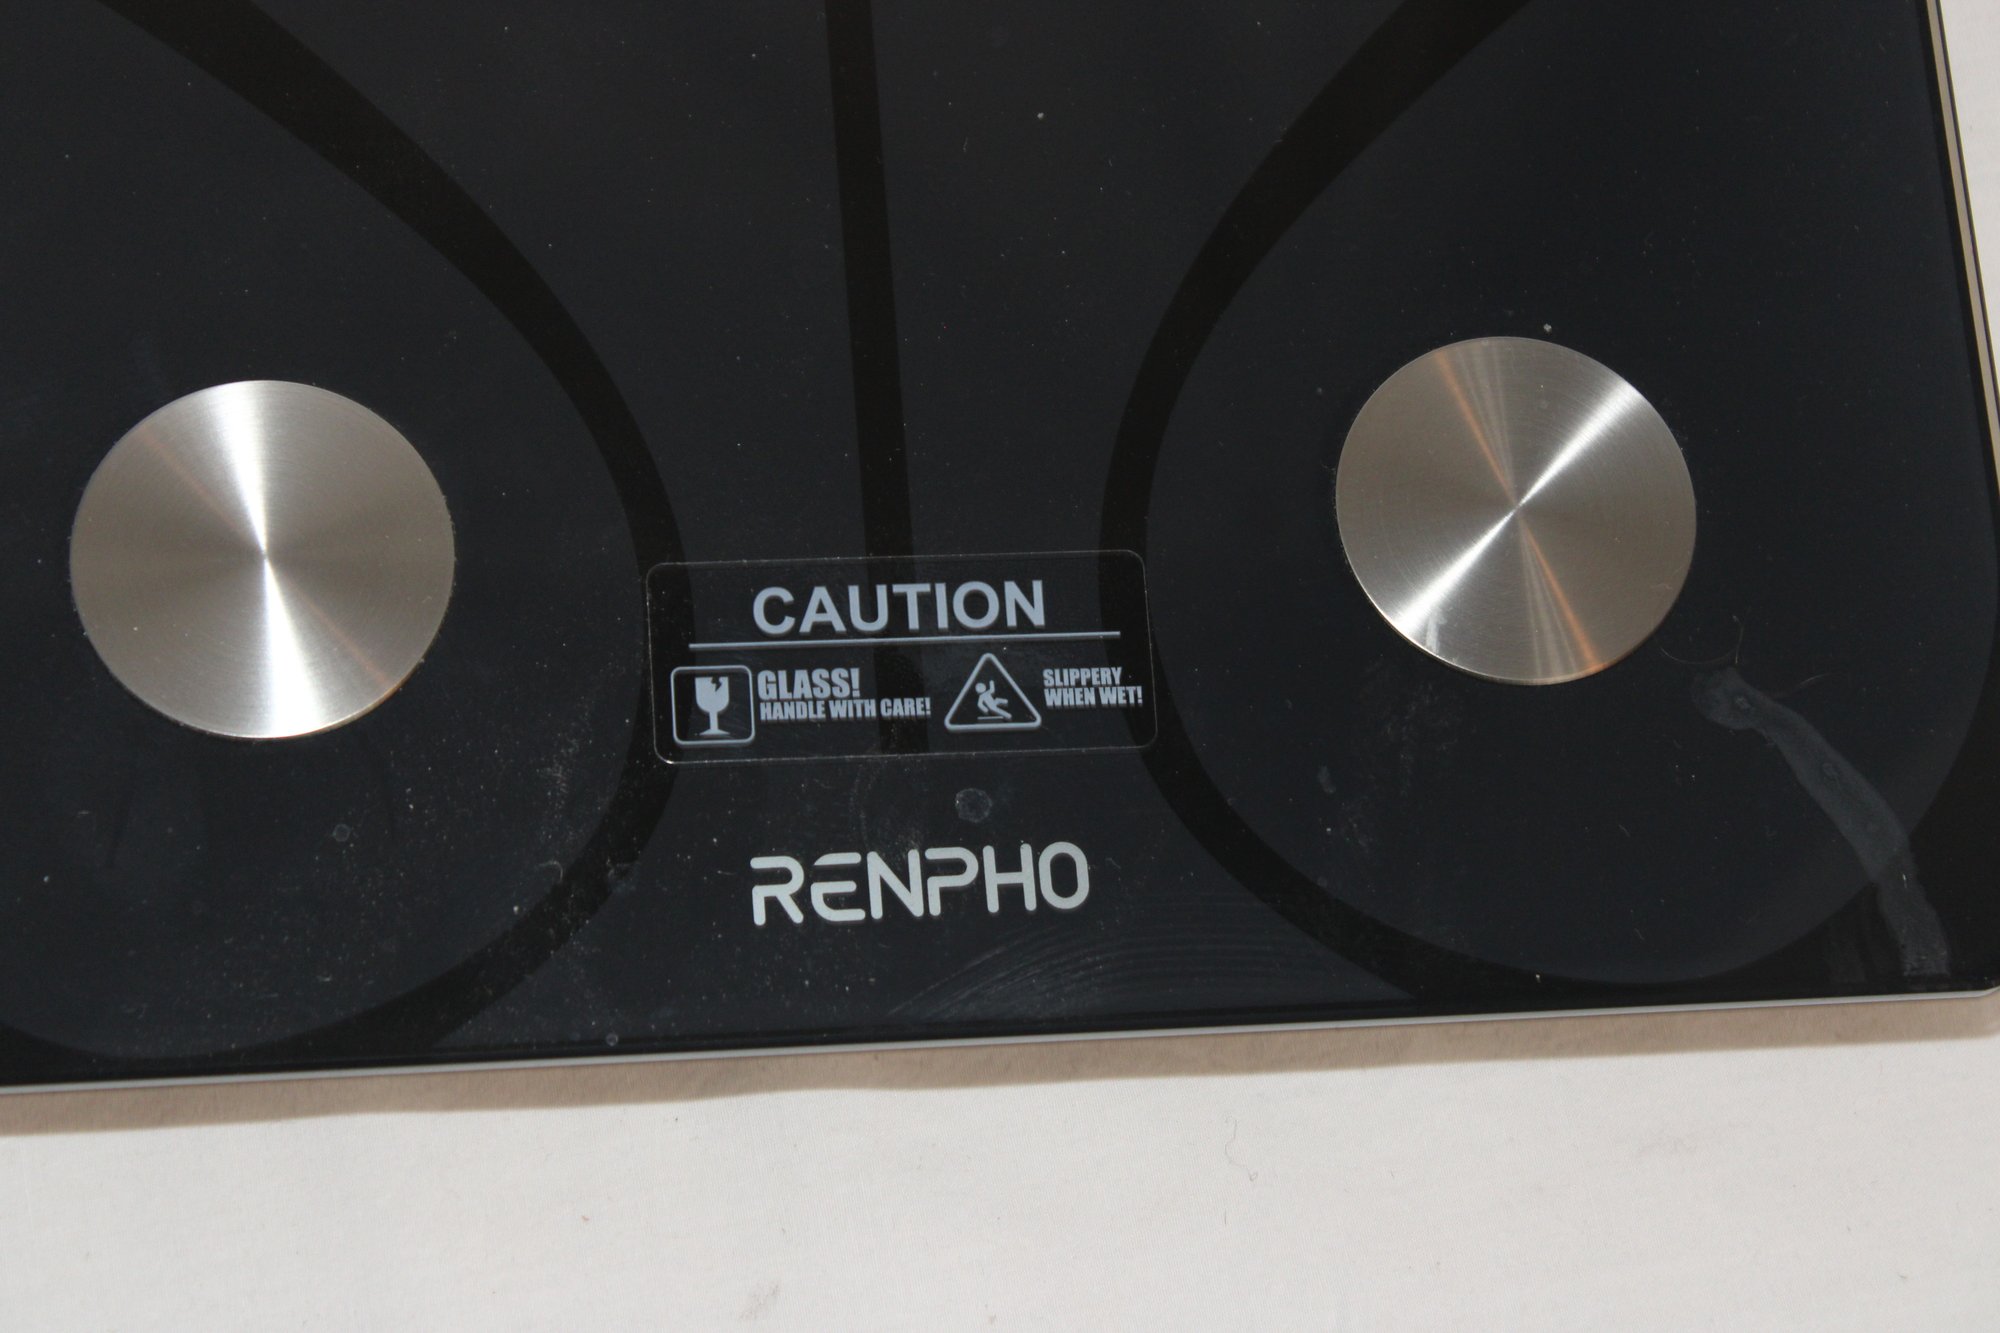 CAUTION
GLASS!
HANDLE WITH CARE!
SLIPPERY
WHEN WET!
RENPHO